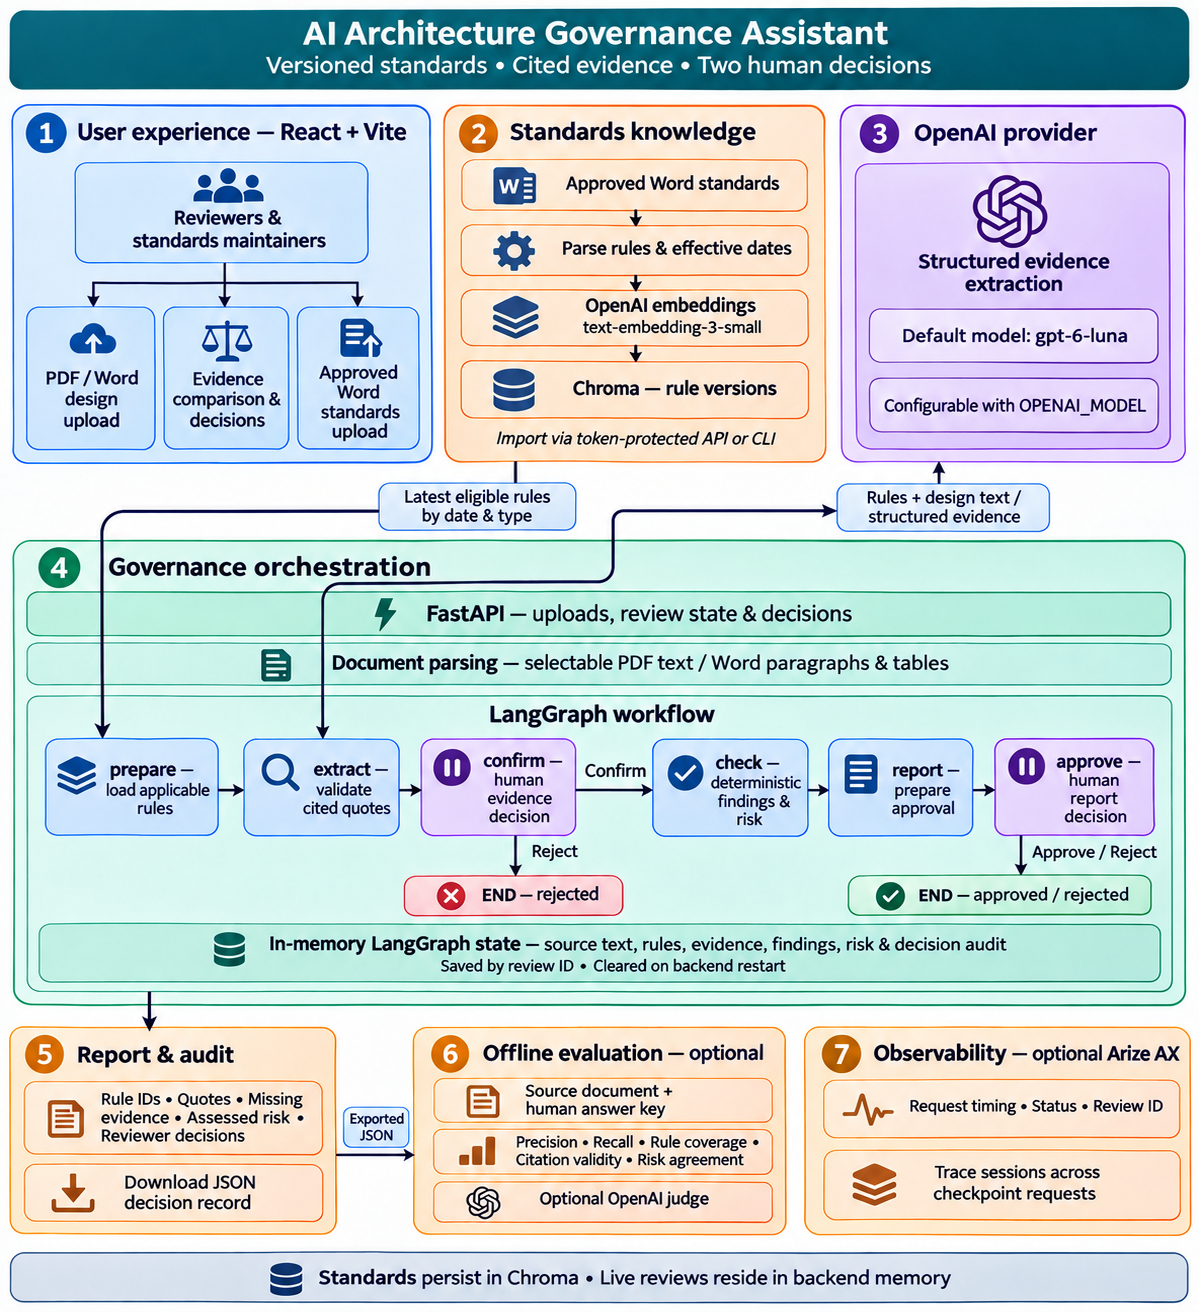 AI Architecture Governance Assistant
Versioned standards • Cited evidence • Two human decisions
1 User experience — React + Vite
Reviewers &
standards maintainers
PDF / Word
design
upload
Evidence
comparison &
decisions
Approved
Word
standards
upload
2 Standards knowledge
W Approved Word standards
Parse rules & effective dates
OpenAI embeddings
text-embedding-3-small
Chroma — rule versions
Import via token-protected API or CLI
3 OpenAI provider
Structured evidence
extraction
Default model: gpt-6-luna
Configurable with OPENAI_MODEL
Latest eligible rules
by date & type
Rules + design text /
structured evidence
4 Governance orchestration
FastAPI — uploads, review state & decisions
Document parsing — selectable PDF text / Word paragraphs & tables
LangGraph workflow
prepare —
load applicable
rules
extract —
validate
cited quotes
confirm —
human
evidence
decision
Confirm
check —
deterministic
findings &
risk
report —
prepare
approval
approve —
human
report
decision
Reject
Approve / Reject
END — rejected
END — approved / rejected
In-memory LangGraph state — source text, rules, evidence, findings, risk & decision audit
Saved by review ID • Cleared on backend restart
5 Report & audit
Rule IDs • Quotes • Missing
evidence • Assessed risk •
Reviewer decisions
Download JSON
decision record
Exported
JSON
6 Offline evaluation — optional
Source document +
human answer key
Precision • Recall • Rule coverage •
Citation validity • Risk agreement
Optional OpenAI judge
7 Observability — optional Arize AX
Request timing • Status • Review ID
Trace sessions across
checkpoint requests
Standards persist in Chroma • Live reviews reside in backend memory